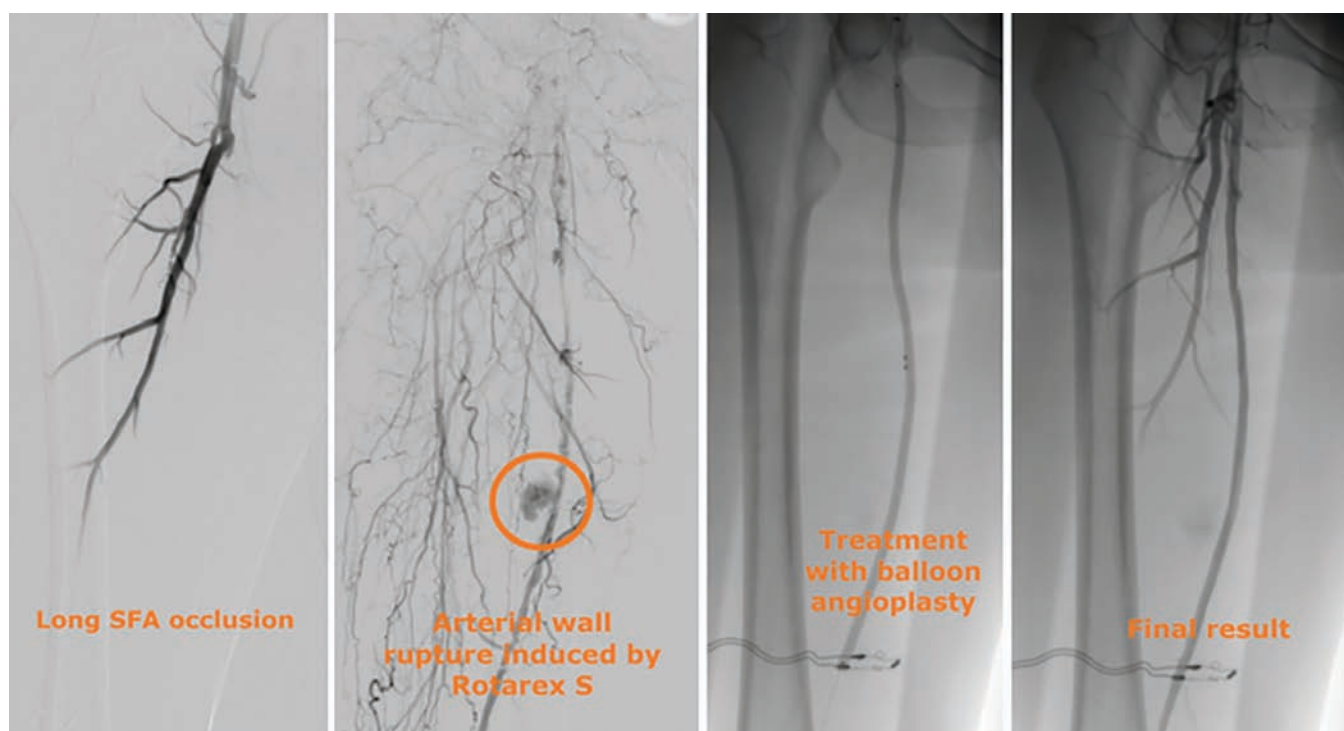 Long SFA occlusion
Arterial wall
rupture induced by
Rotarex S
Treatment
with balloon
angioplasty
Final result